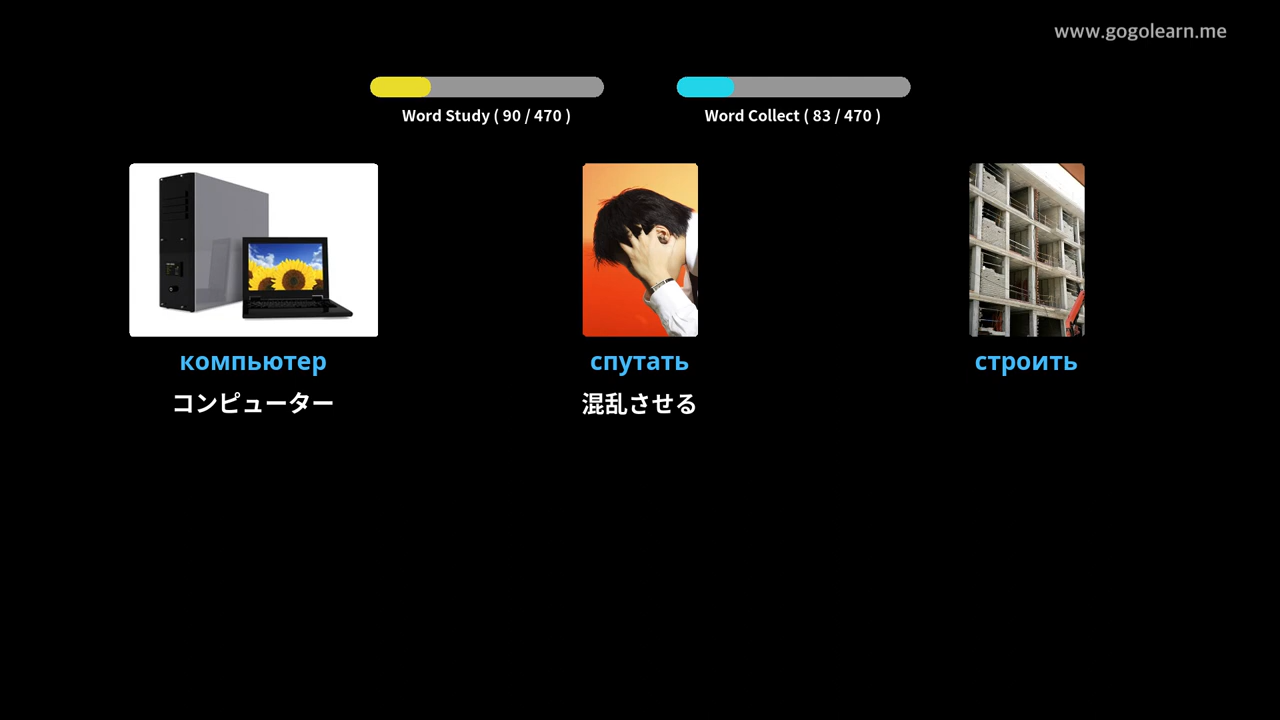 www.gogolearn.me
Word Study ( 90 / 470 )
Word Collect ( 83 / 470 )
компьютер
спутать
строить
コンピューター
混乱させる